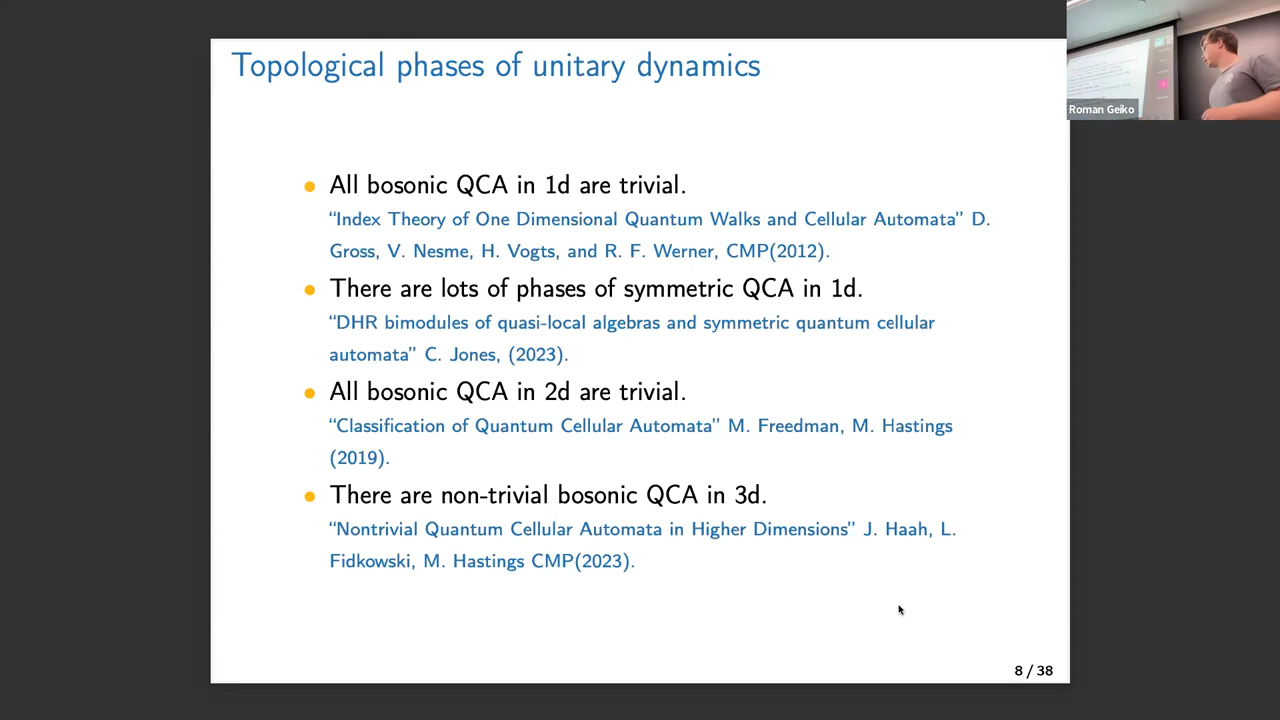 Topological phases of unitary dynamics
Roman Geiko
• All bosonic QCA in 1d are trivial.
“Index Theory of One Dimensional Quantum Walks and Cellular Automata” D.
Gross, V. Nesme, H. Vogts, and R. F. Werner, CMP(2012).
• There are lots of phases of symmetric QCA in 1d.
“DHR bimodules of quasi-local algebras and symmetric quantum cellular
automata” C. Jones, (2023).
• All bosonic QCA in 2d are trivial.
“Classification of Quantum Cellular Automata” M. Freedman, M. Hastings
(2019).
• There are non-trivial bosonic QCA in 3d.
“Nontrivial Quantum Cellular Automata in Higher Dimensions” J. Haah, L.
Fidkowski, M. Hastings CMP(2023).
8 / 38